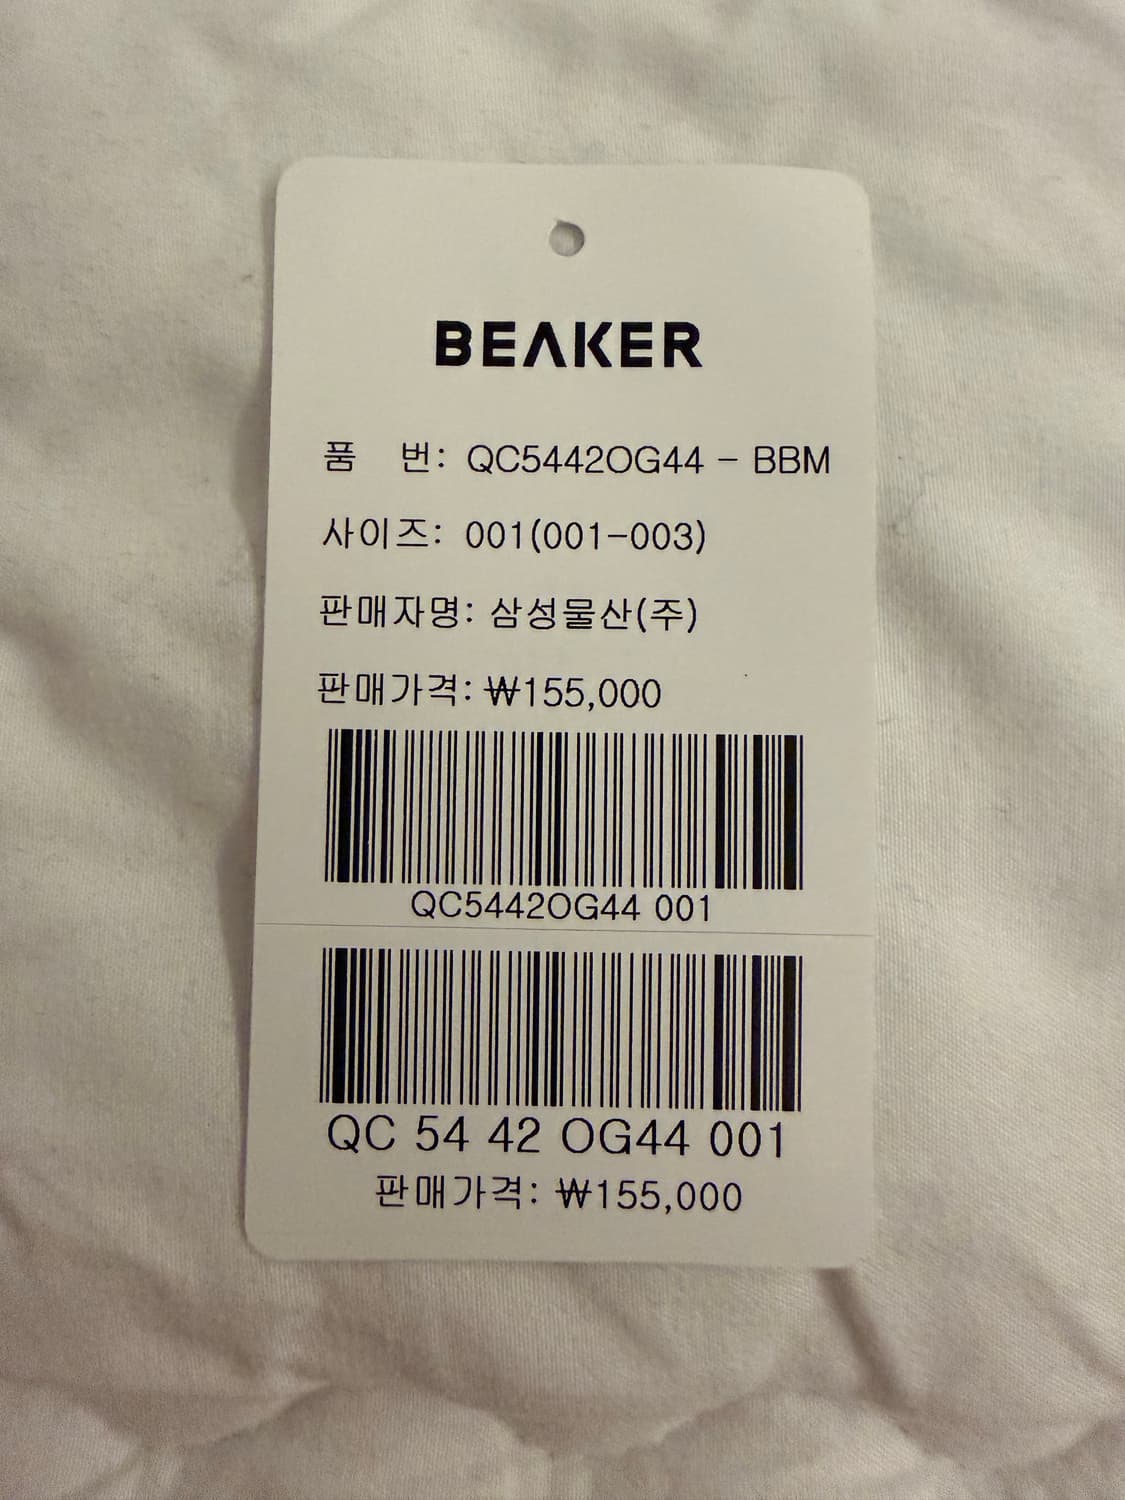 BEAKER
품 번: QC5442OG44 - BBM
사이즈: 001(001-003)
판매자명: 삼성물산(주)
판매가격: ₩155,000
QC5442OG44 001
QC 54 42 OG44 001
판매가격: ₩155,000